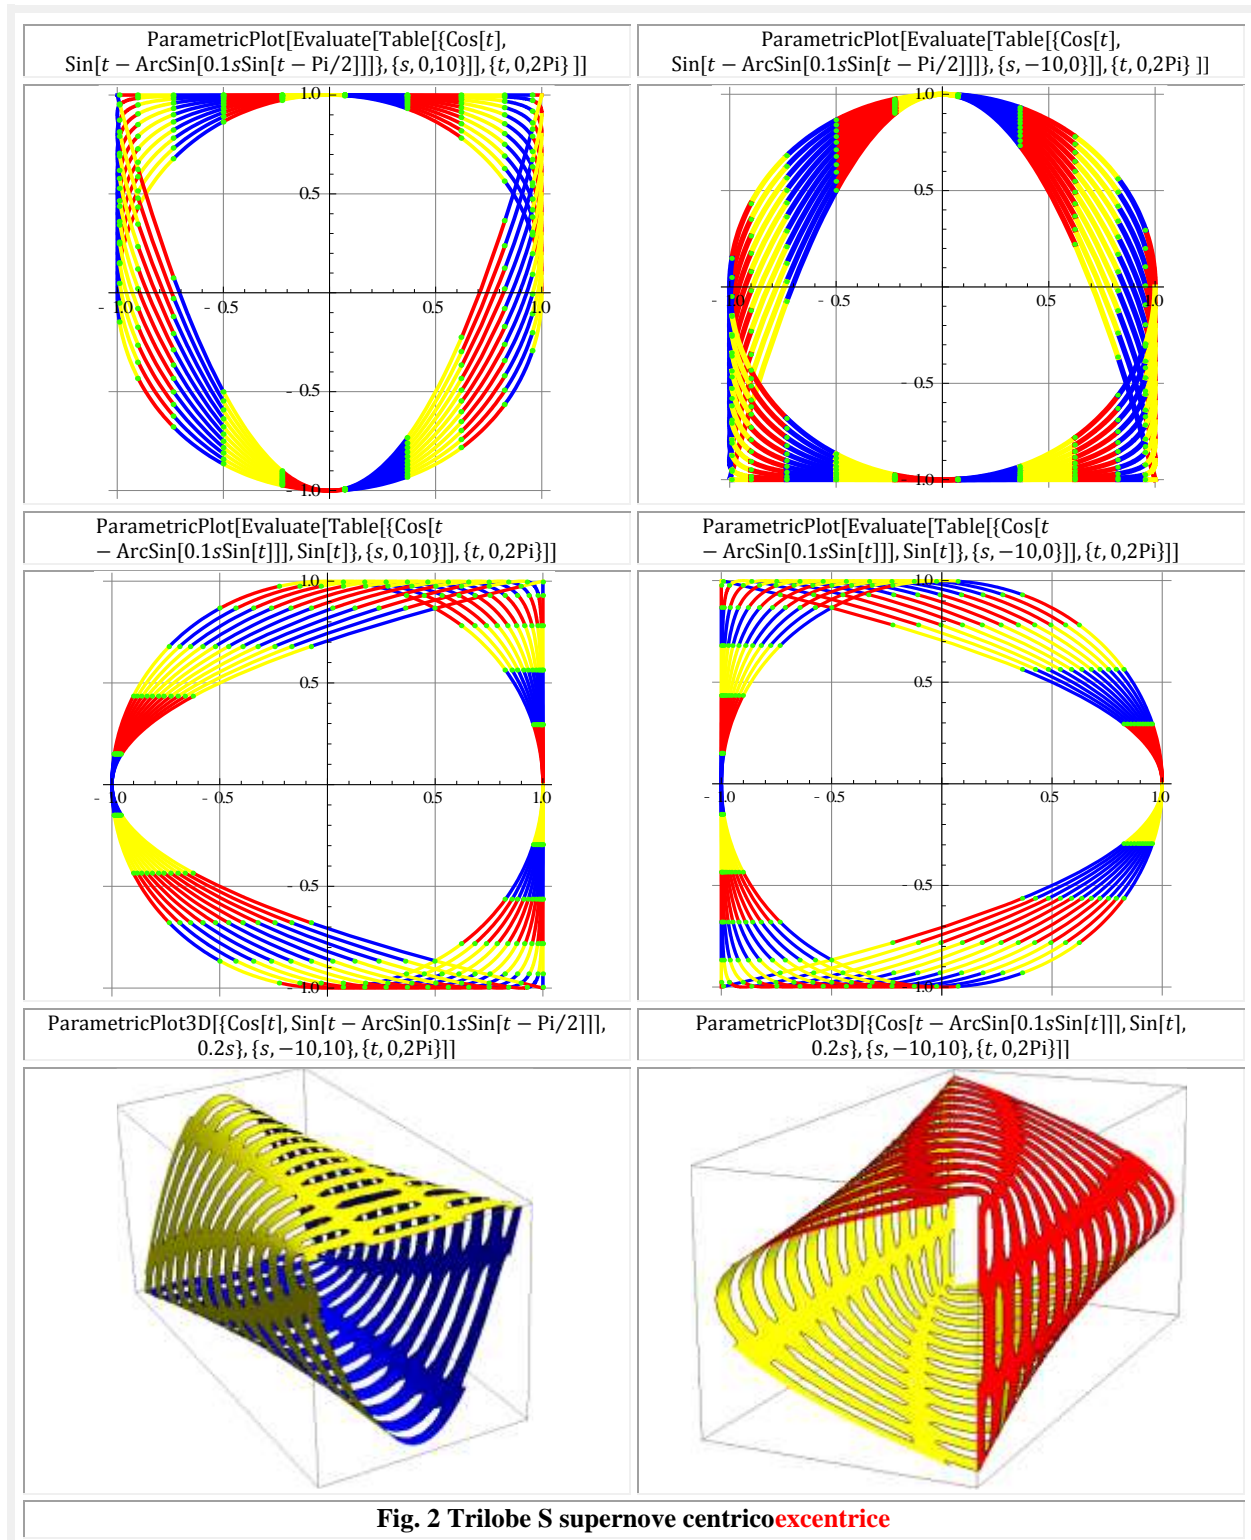 ParametricPlot[Evaluate[Table[{Cos[t],
Sin[t − ArcSin[0.1sSin[t − Pi/2]]]}, {s, 0,10}]], {t, 0,2Pi }]]
ParametricPlot[Evaluate[Table[{Cos[t],
Sin[t − ArcSin[0.1sSin[t − Pi/2]]]}, {s, −10,0}]], {t, 0,2Pi }]]
1.0
0.5
- 1.0
- 0.5
0.5
1.0
- 0.5
- 1.0
1.0
0.5
- 1.0
- 0.5
0.5
1.0
- 0.5
- 1.0
ParametricPlot[Evaluate[Table[{Cos[t
− ArcSin[0.1sSin[t]]], Sin[t]}, {s, 0,10}]], {t, 0,2Pi}]]
ParametricPlot[Evaluate[Table[{Cos[t
− ArcSin[0.1sSin[t]]], Sin[t]}, {s, −10,0}]], {t, 0,2Pi}]]
1.0
0.5
- 1.0
- 0.5
0.5
1.0
- 0.5
- 1.0
1.0
0.5
- 1.0
- 0.5
0.5
1.0
- 0.5
- 1.0
ParametricPlot3D[{Cos[t], Sin[t − ArcSin[0.1sSin[t − Pi/2]]],
0.2s}, {s, −10,10}, {t, 0,2Pi}]]
ParametricPlot3D[{Cos[t − ArcSin[0.1sSin[t]]], Sin[t],
0.2s}, {s, −10,10}, {t, 0,2Pi}]]
Fig. 2 Trilobe S supernove centricoexcentrice